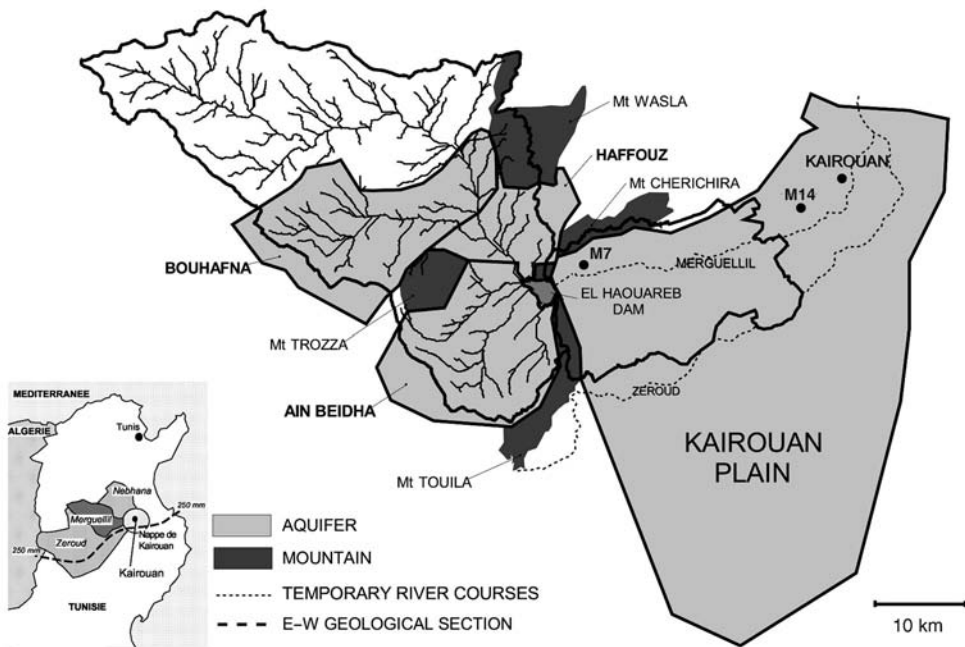 Mt WASLA
HAFFOUZ
Mt CHERICHIRA
KAIROUAN
M14
M7
MERGUELLIL
BOUHAFNA
EL HAOUAREB
DAM
Mt TROZZA
ZEROUD
AIN BEIDHA
KAIROUAN
PLAIN
Mt TOUILA
MEDITERRANEE
ALGERIE
Tunis
Nebhana
250 mm
Merguellil
Nappe de
Kairouan
Zeroud
250 mm
Kairouan
TUNISIE
AQUIFER
MOUNTAIN
TEMPORARY RIVER COURSES
E–W GEOLOGICAL SECTION
10 km